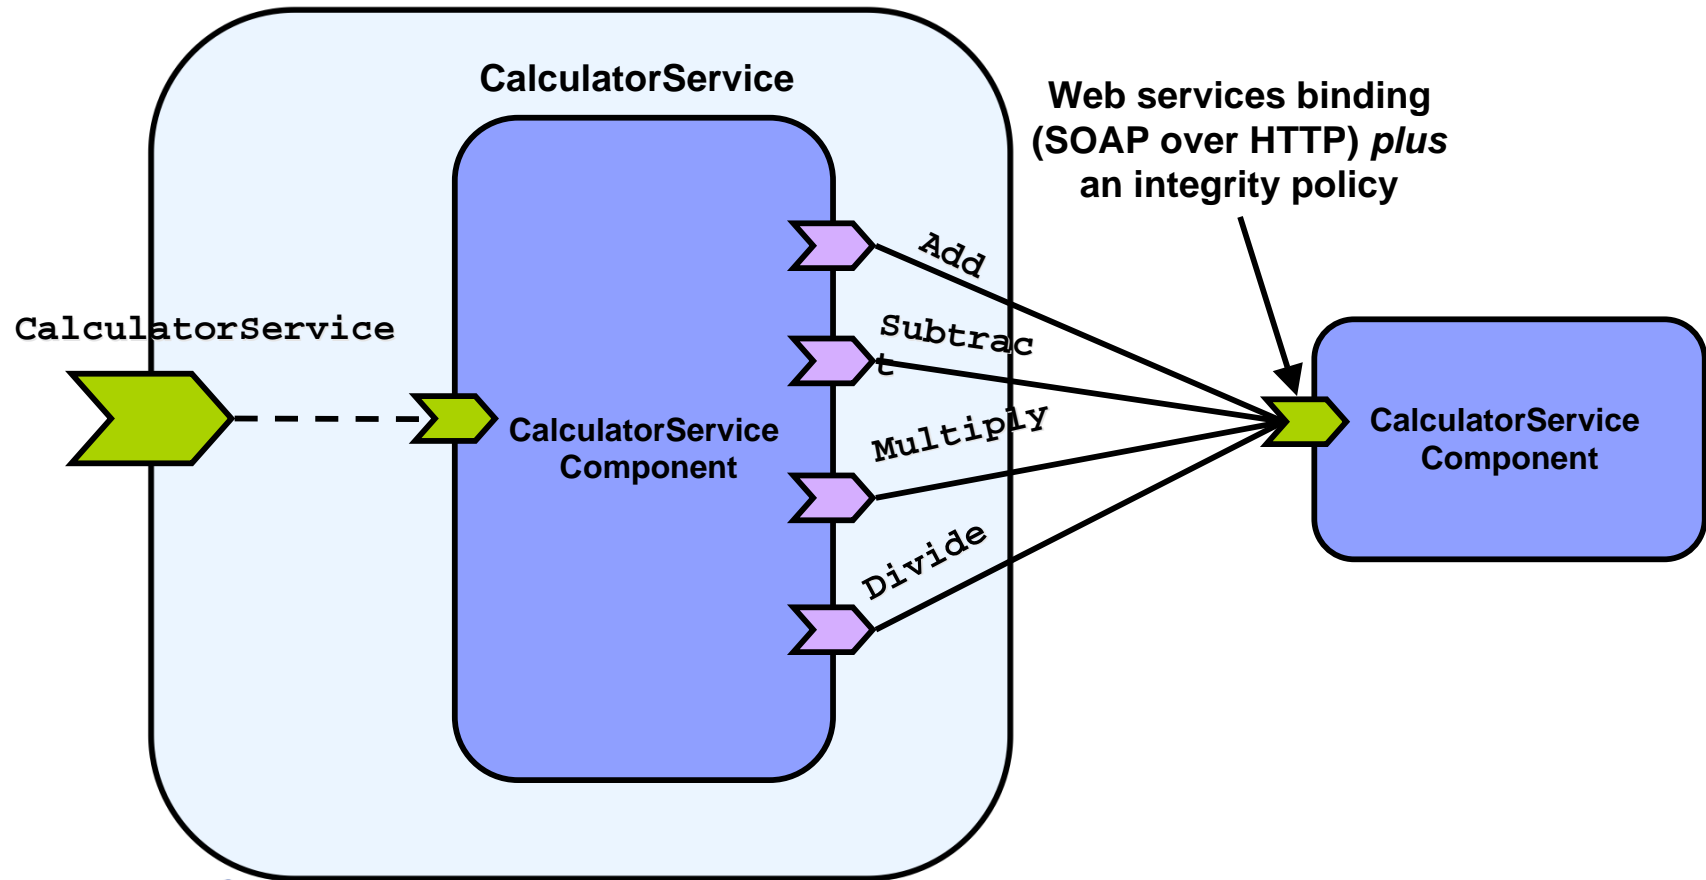 CalculatorService
Web services binding
(SOAP over HTTP) plus
an integrity policy
Add
CalculatorService
Subtrac
t
Multiply
CalculatorService
Component
CalculatorService
Component
Divide